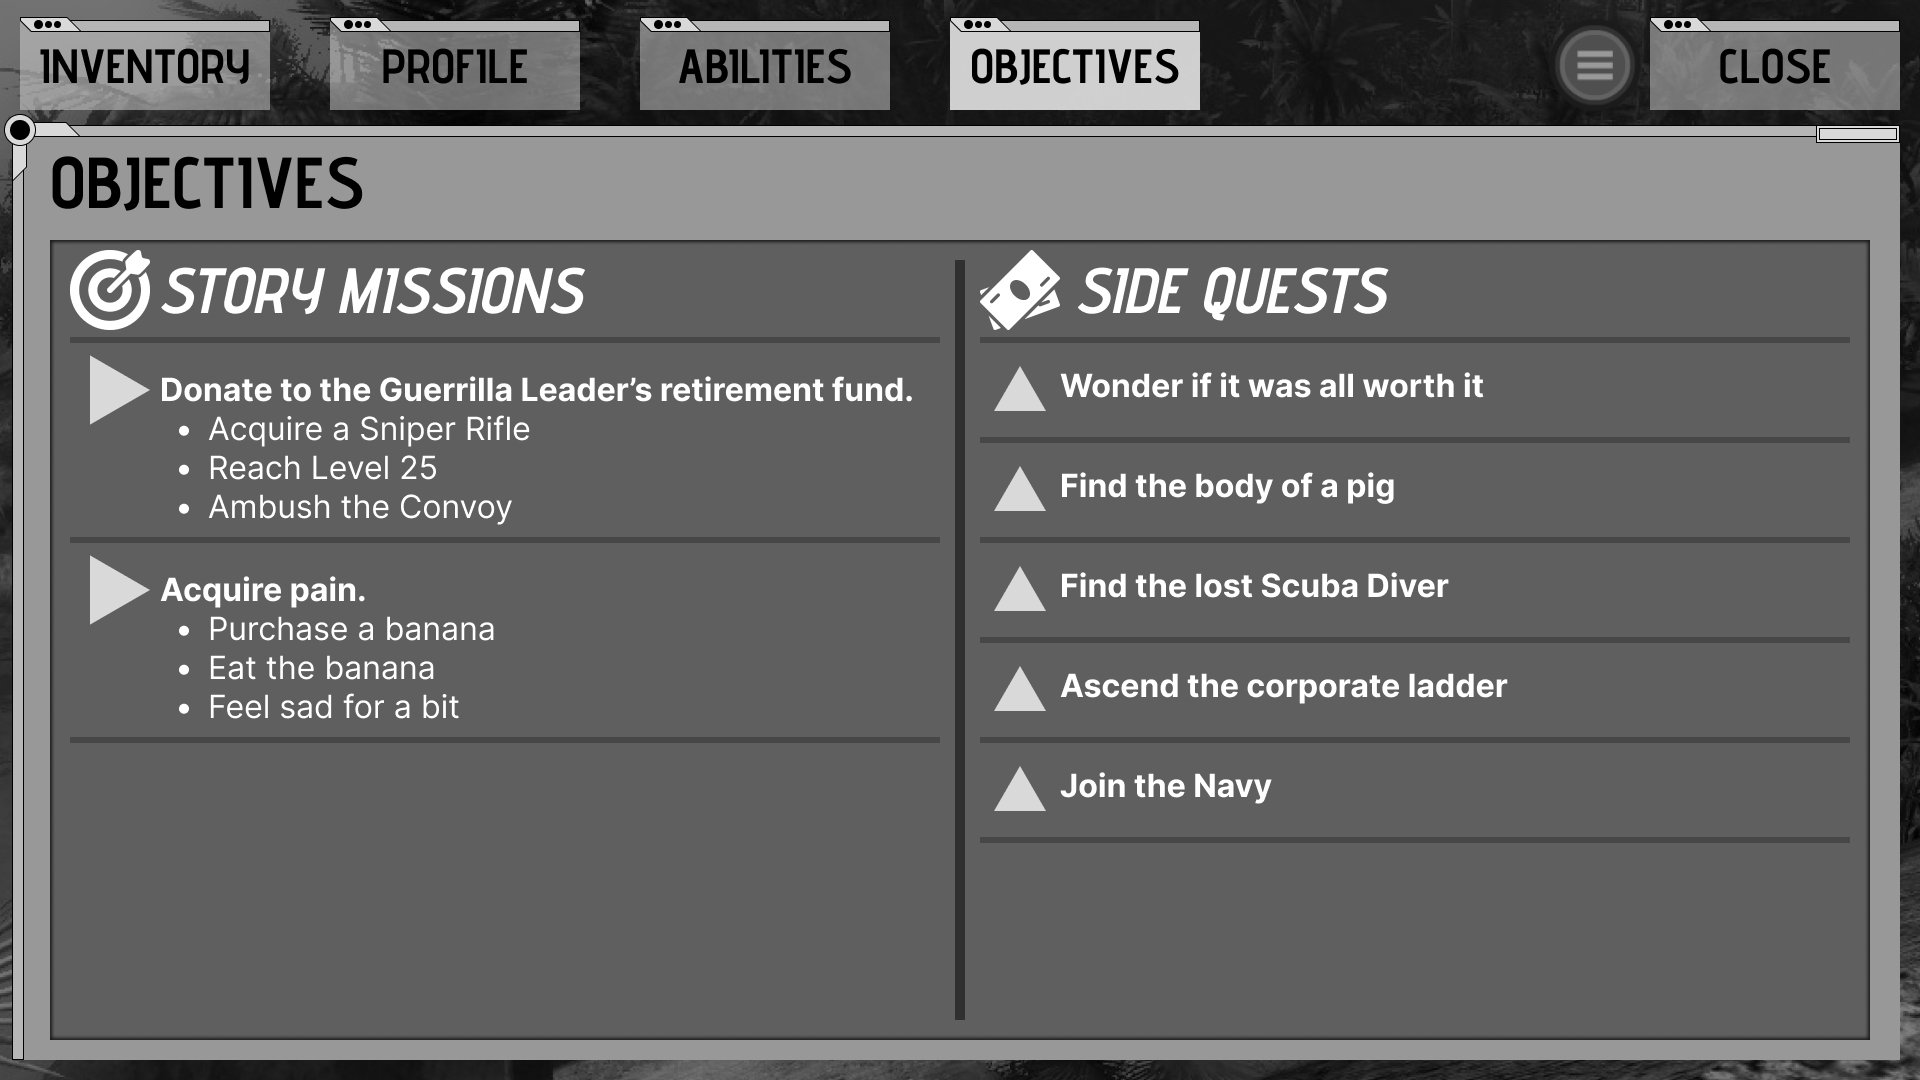 INVENTORY
PROFILE
ABILITIES
OBJECTIVES
CLOSE
OBJECTIVES
STORY MISSIONS
Donate to the Guerrilla Leader’s retirement fund.
• Acquire a Sniper Rifle
• Reach Level 25
• Ambush the Convoy
Acquire pain.
• Purchase a banana
• Eat the banana
• Feel sad for a bit
SIDE QUESTS
Wonder if it was all worth it
Find the body of a pig
Find the lost Scuba Diver
Ascend the corporate ladder
Join the Navy